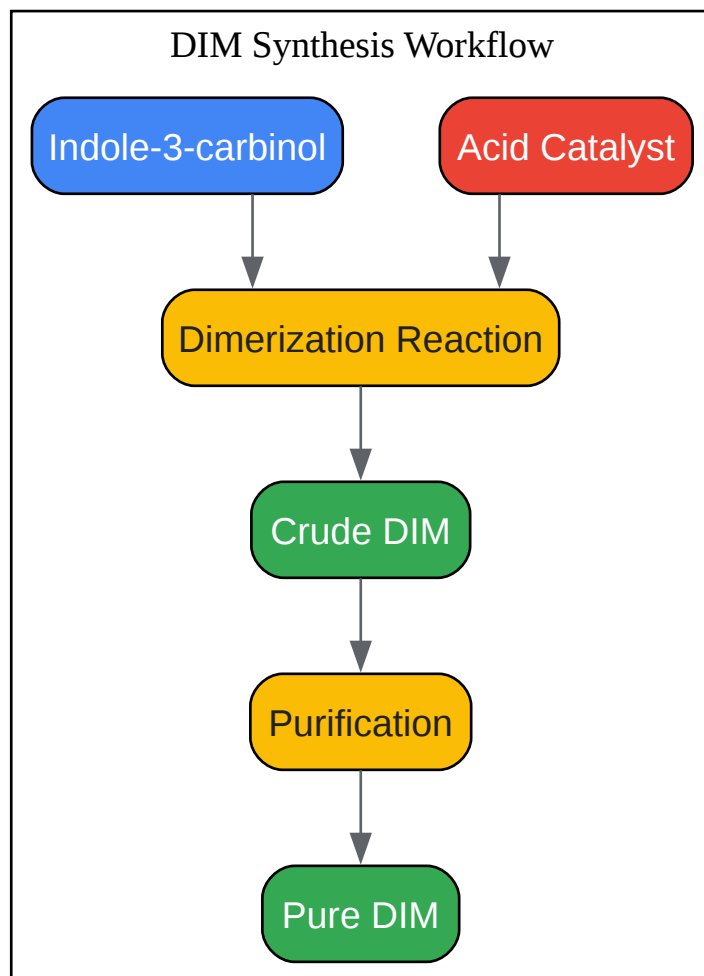 DIM Synthesis Workflow
Indole-3-carbinol
Acid Catalyst
Dimerization Reaction
Crude DIM
Purification
Pure DIM